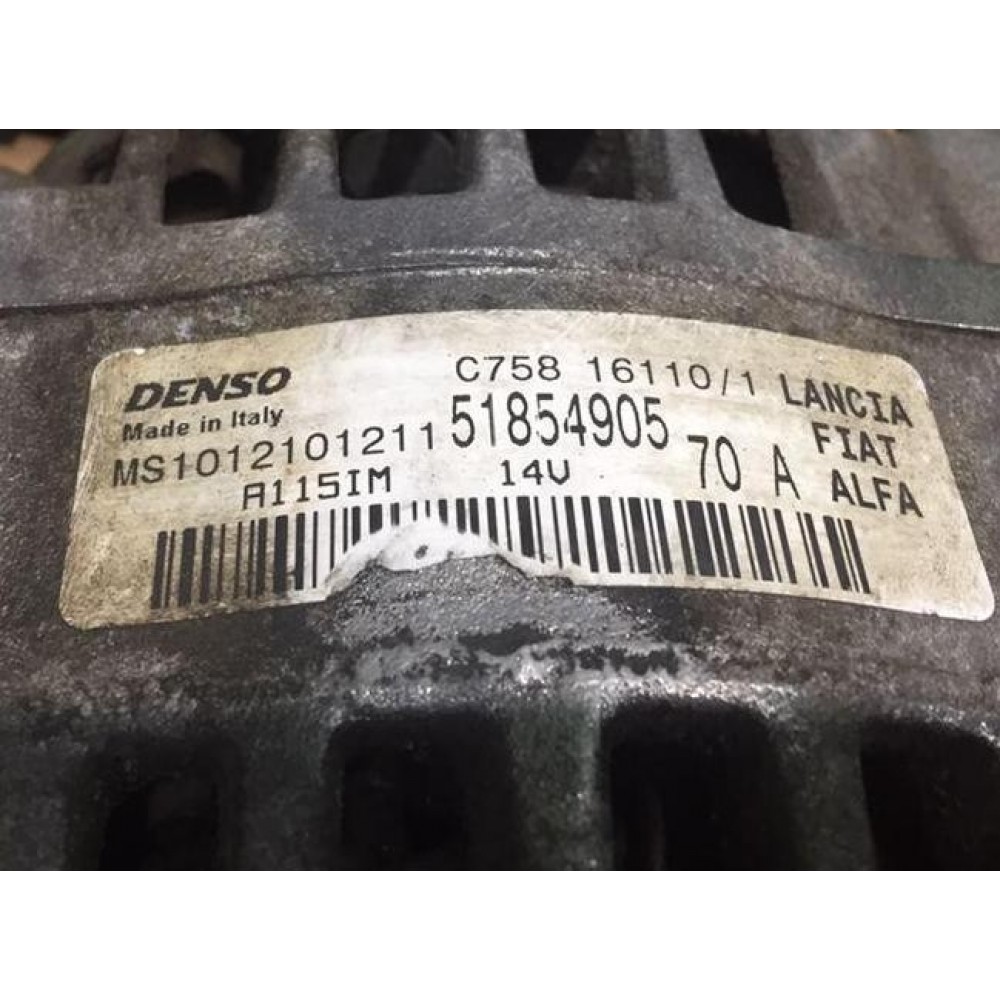 DENSO C758 16110/1 LANCIA
Made in Italy 51854905 FIAT
MS1012101211 70 A ALFA
A115IM 14V